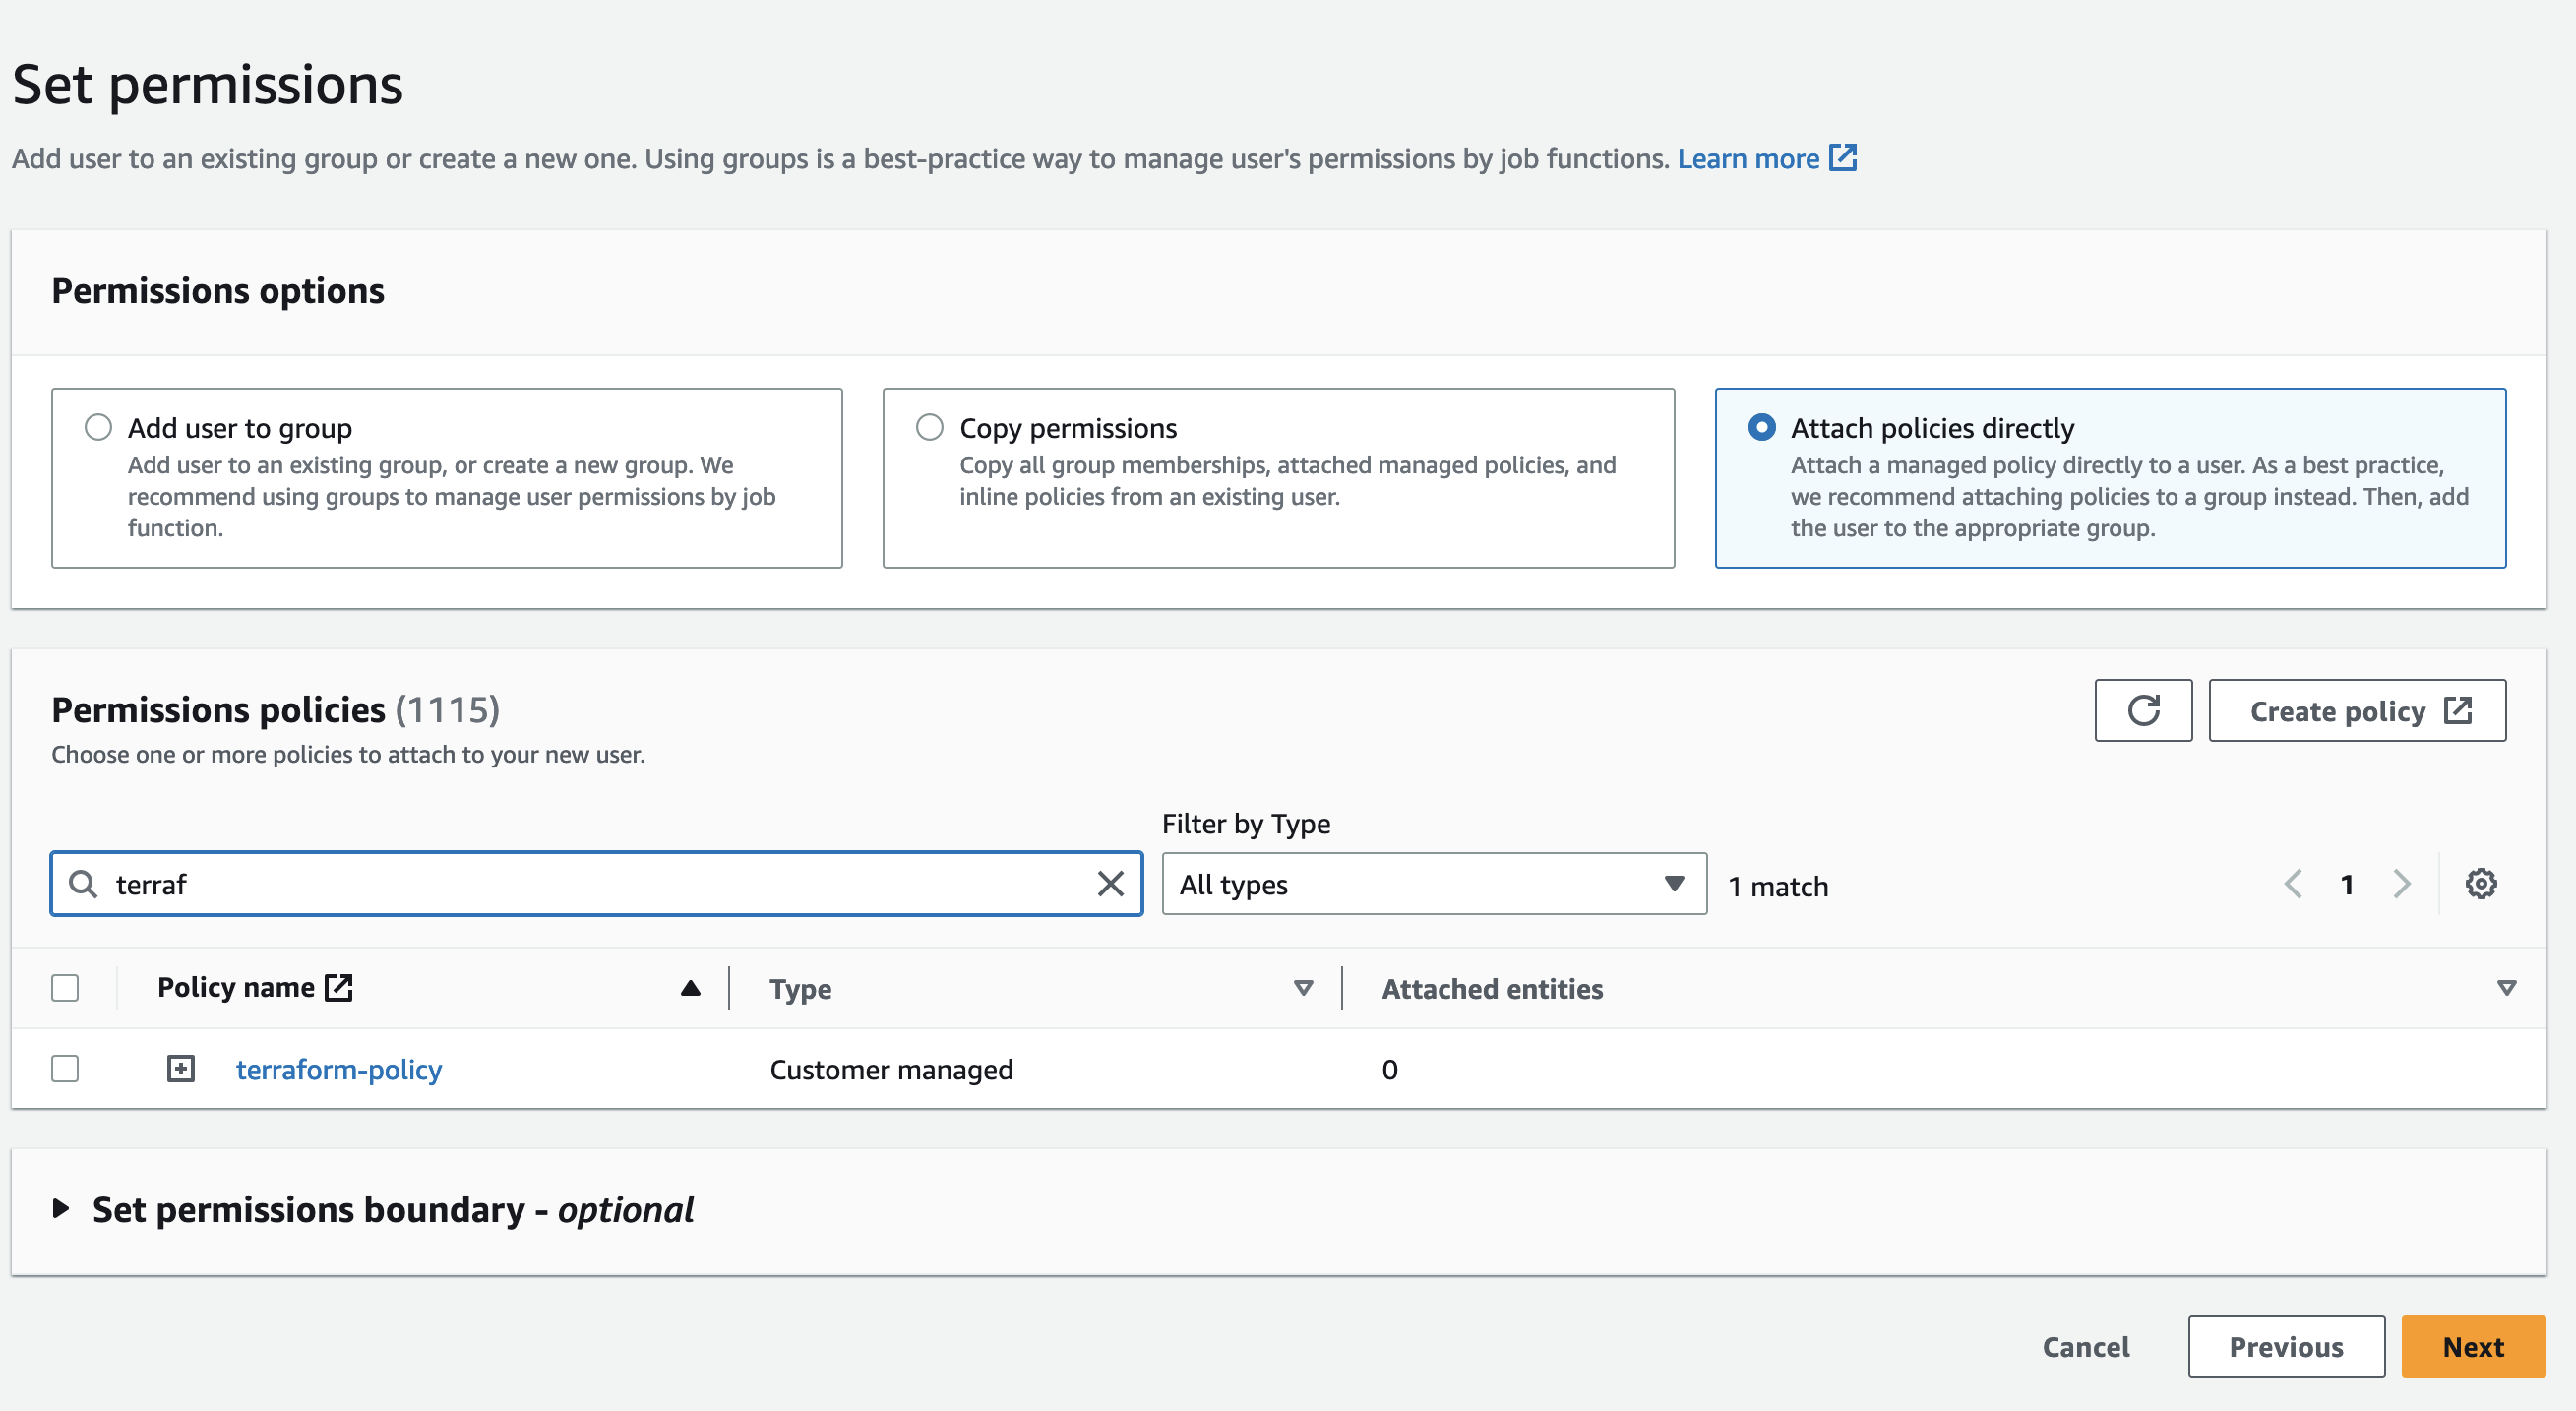 Set permissions
Add user to an existing group or create a new one. Using groups is a best-practice way to manage user's permissions by job functions. Learn more
Permissions options
Add user to group
Add user to an existing group, or create a new group. We
recommend using groups to manage user permissions by job
function.
Copy permissions
Copy all group memberships, attached managed policies, and
inline policies from an existing user.
Attach policies directly
Attach a managed policy directly to a user. As a best practice,
we recommend attaching policies to a group instead. Then, add
the user to the appropriate group.
Permissions policies (1115)
Choose one or more policies to attach to your new user.
Create policy
Filter by Type
terraf
All types
1 match
1
Policy name
Type
Attached entities
terraform-policy
Customer managed
0
Set permissions boundary - optional
Cancel
Previous
Next